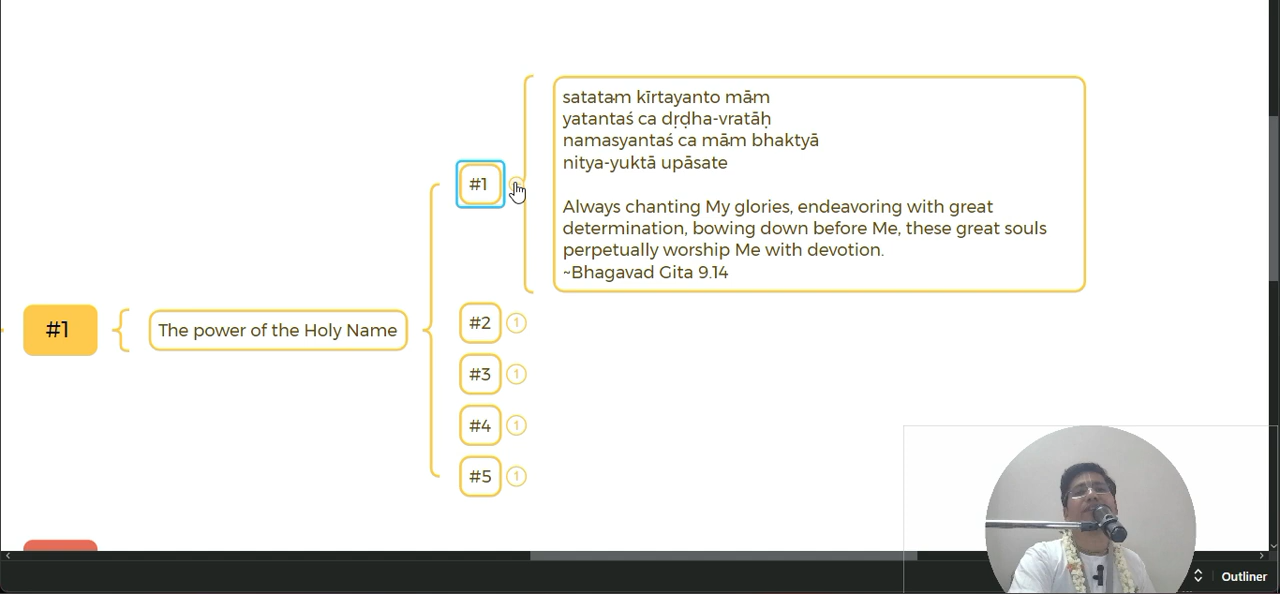 satataṁ kīrtayanto māṁ
yatantaś ca dṛḍha-vratāḥ
namasyantaś ca māṁ bhaktyā
nitya-yuktā upāsate
#1
Always chanting My glories, endeavoring with great
determination, bowing down before Me, these great souls
perpetually worship Me with devotion.
~Bhagavad Gita 9.14
#1
The power of the Holy Name
#2 1
#3 1
#4 1
#5 1
Outliner